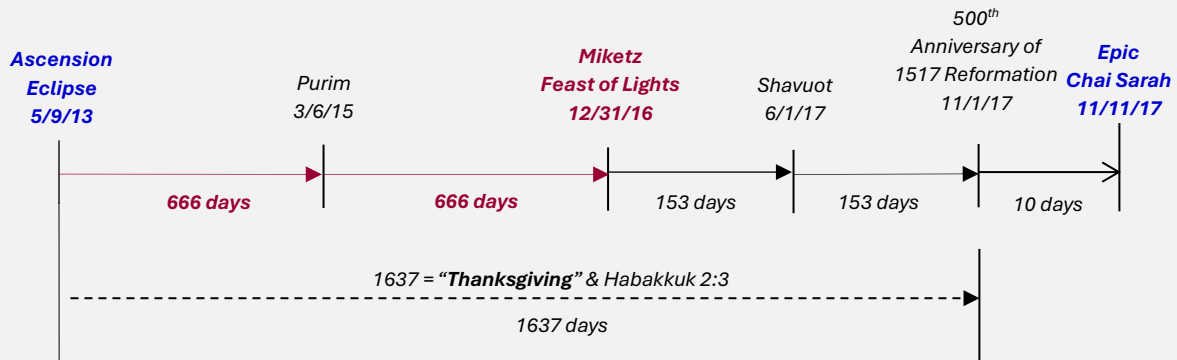 Ascension
Eclipse
5/9/13
Purim
3/6/15
Miketz
Feast of Lights
12/31/16
Shavuot
6/1/17
500th
Anniversary of
1517 Reformation
11/1/17
Epic
Chai Sarah
11/11/17
666 days
666 days
153 days
153 days
10 days
1637 = “Thanksgiving” & Habakkuk 2:3
1637 days